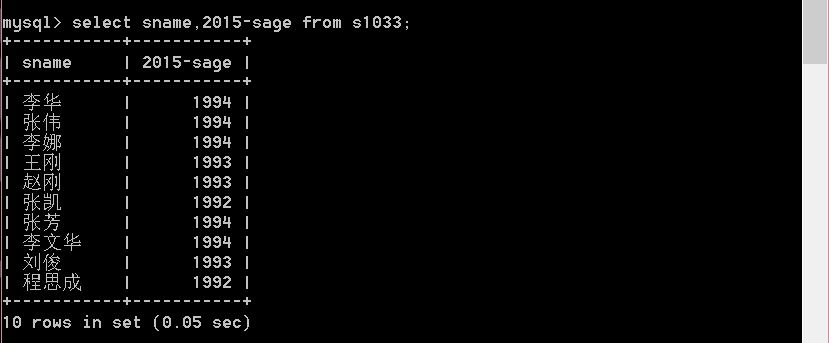 mysql> select sname,2015-sage from s1033;
+-----------+-----------+
| sname     | 2015-sage |
+-----------+-----------+
| 李华      |      1994 |
| 张伟      |      1994 |
| 李娜      |      1994 |
| 王刚      |      1993 |
| 赵刚      |      1993 |
| 张凯      |      1992 |
| 张芳      |      1994 |
| 李文华    |      1994 |
| 刘俊      |      1993 |
| 程思成    |      1992 |
+-----------+-----------+
10 rows in set (0.05 sec)